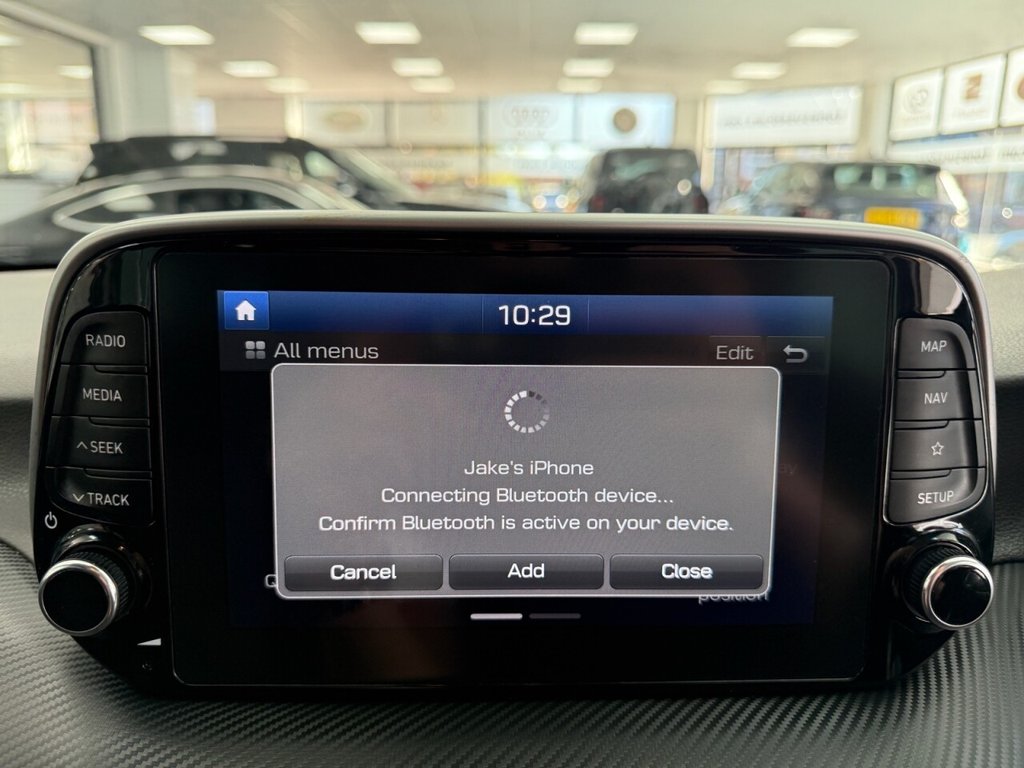 10:29
All menus
Edit
RADIO
MEDIA
SEEK
TRACK
MAP
NAV
SETUP
Jake's iPhone
Connecting Bluetooth device...
Confirm Bluetooth is active on your device.
Cancel
Add
Close
position